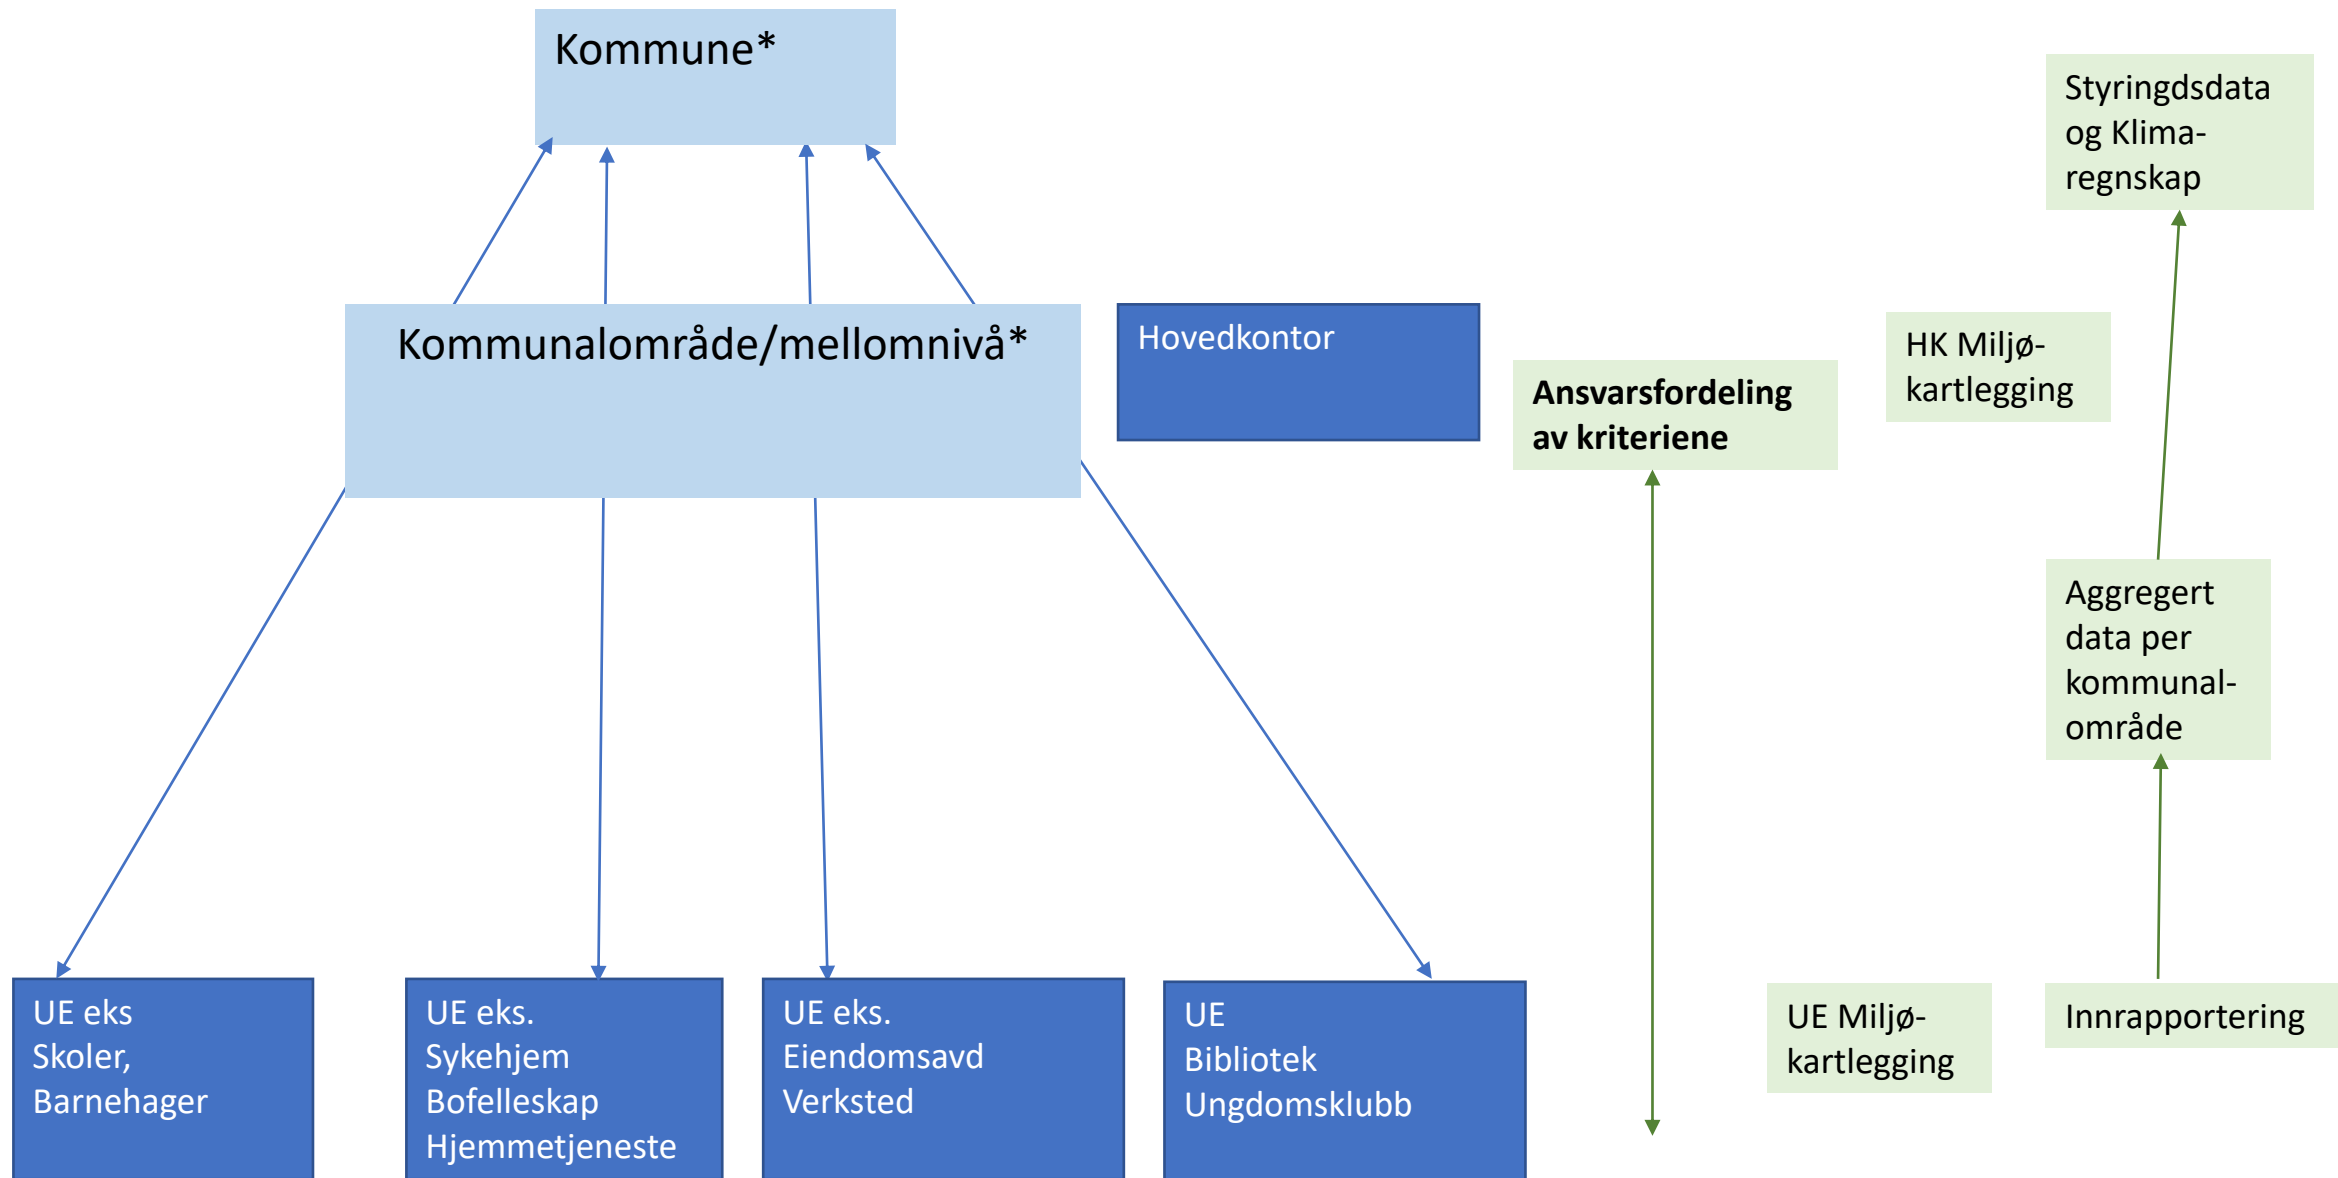 Kommune*
Styringdsdata
og Klima-
regnskap
Kommunalområde/mellomnivå*
Hovedkontor
Ansvarsfordeling
av kriteriene
HK Miljø-
kartlegging
Aggregert
data per
kommunal-
område
UE eks
Skoler,
Barnehager
UE eks.
Sykehjem
Bofelleskap
Hjemmetjeneste
UE eks.
Eiendomsavd
Verksted
UE
Bibliotek
Ungdomsklubb
UE Miljø-
kartlegging
Innrapportering